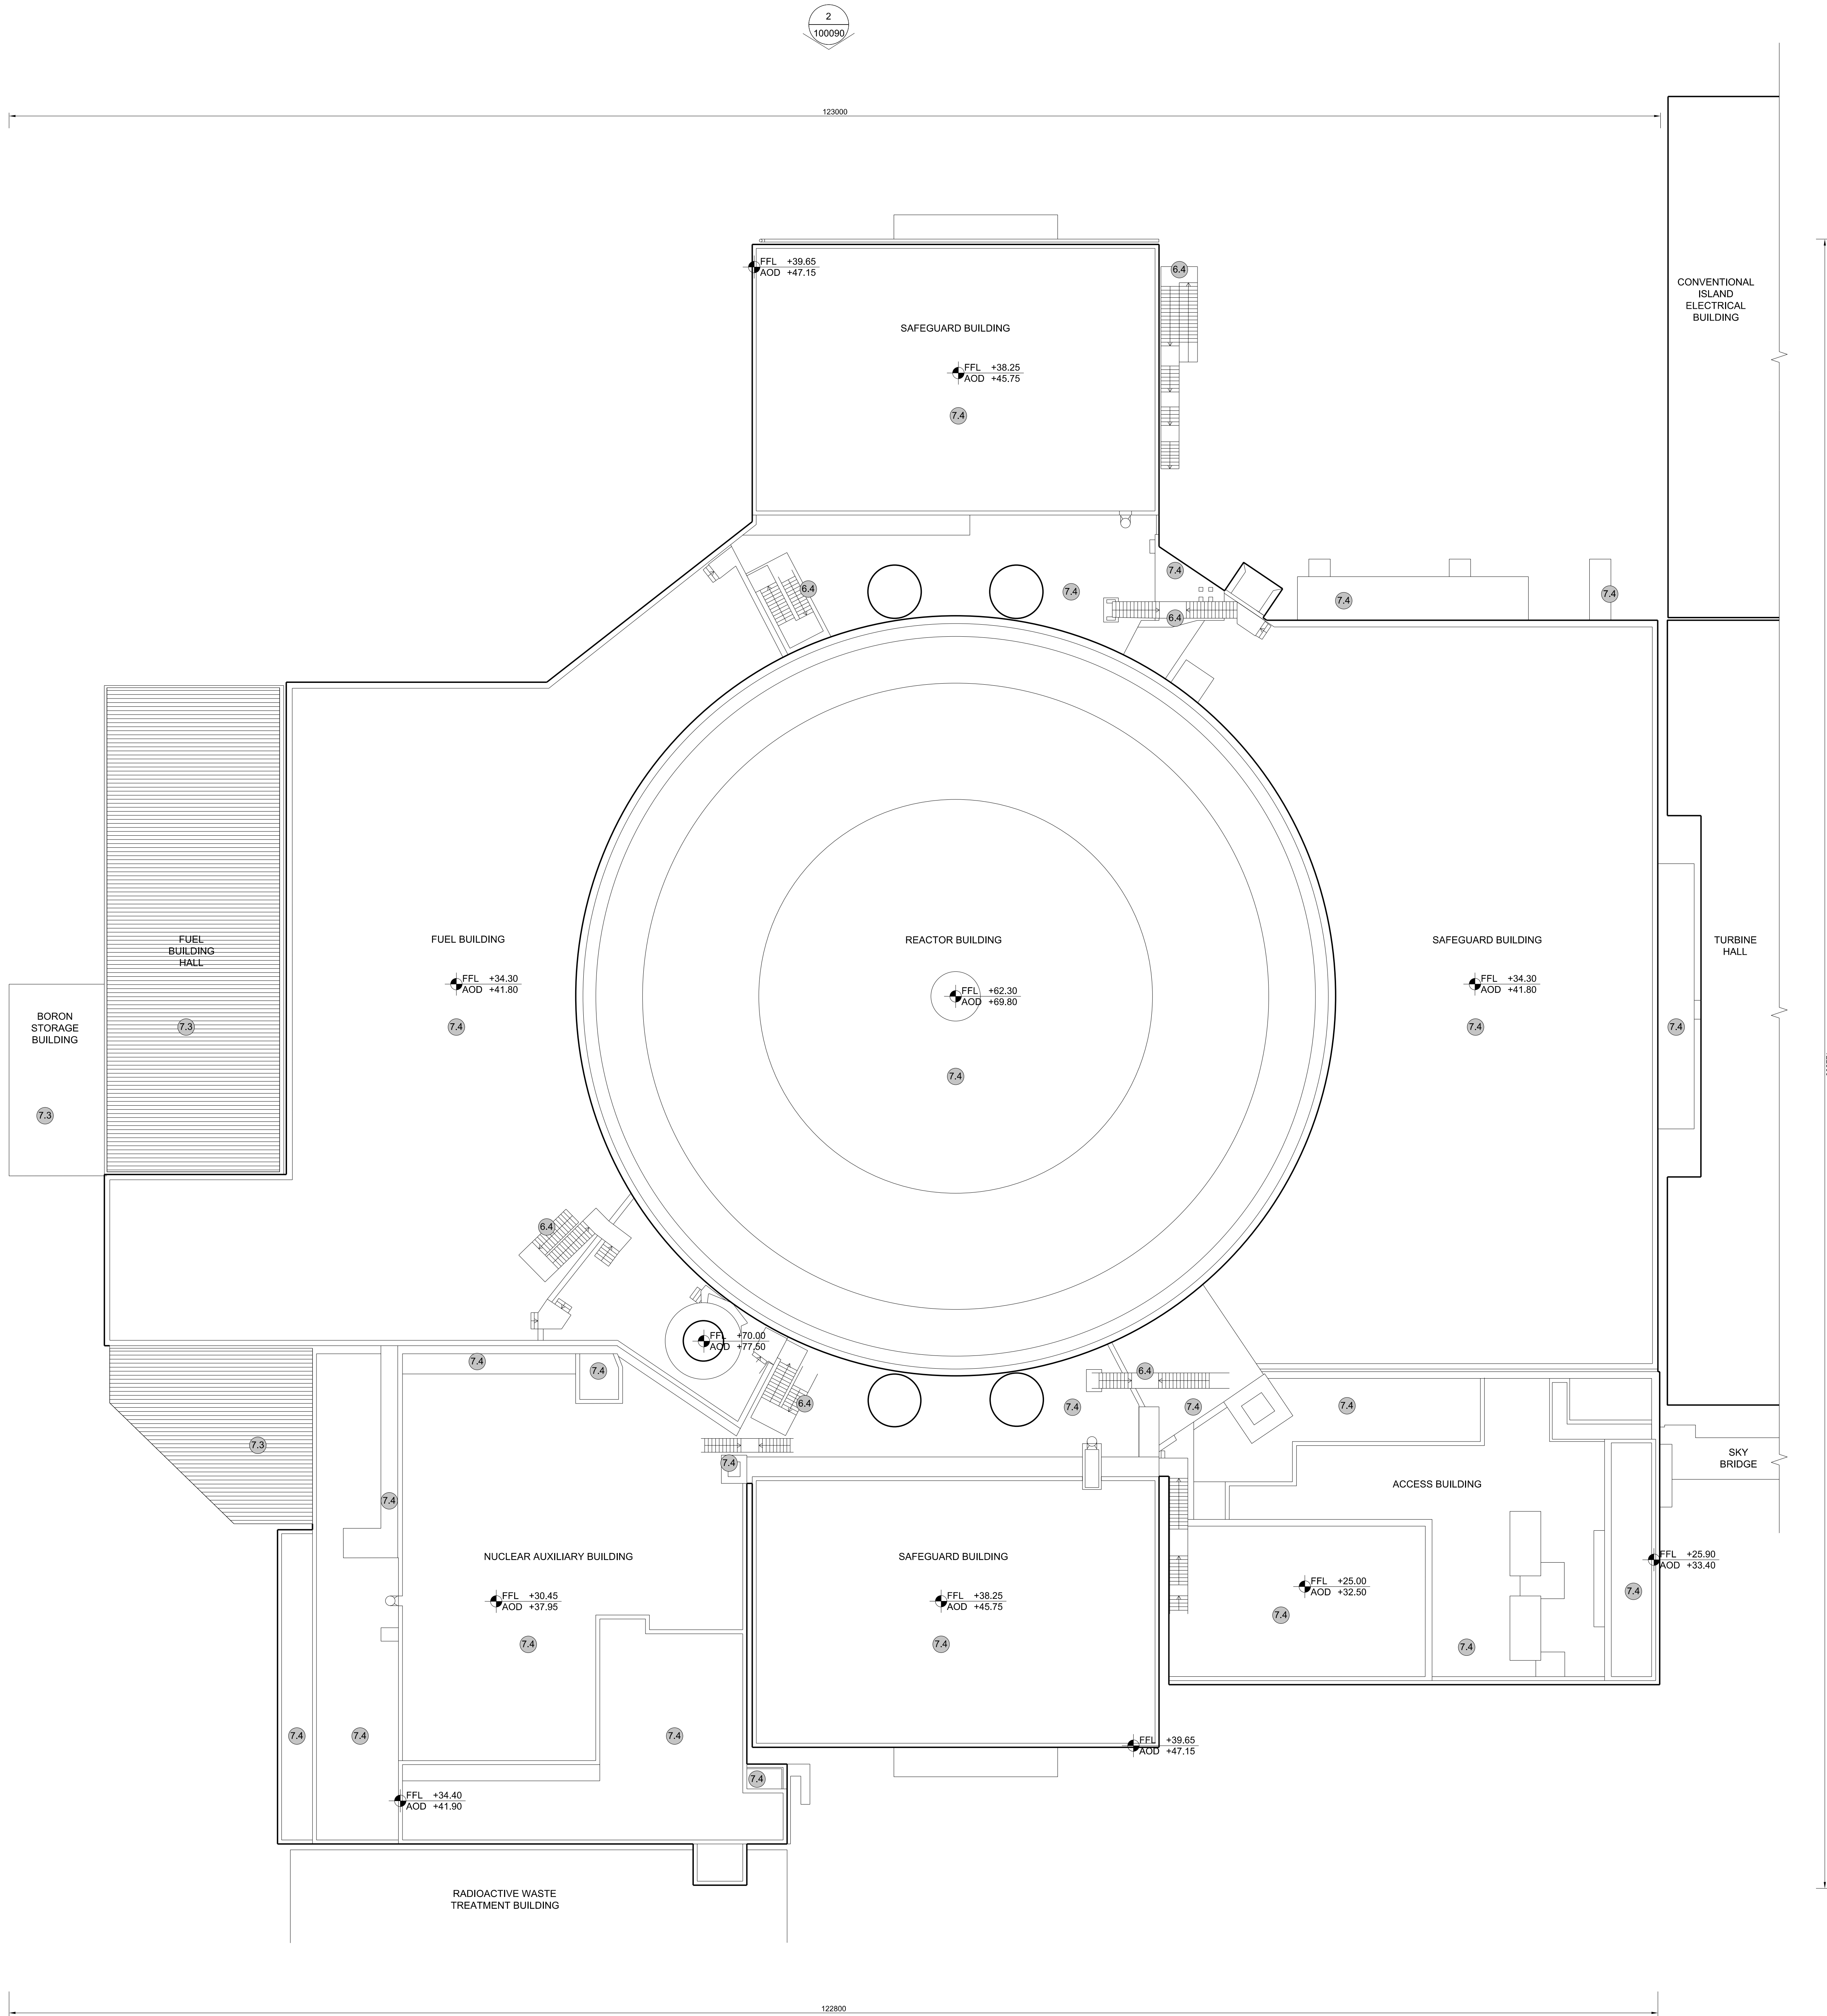 2
100090
123000
FFL +39.65
AOD +47.15
6.4
CONVENTIONAL
ISLAND
ELECTRICAL
BUILDING
SAFEGUARD BUILDING
FFL +38.25
AOD +45.75
7.4
7.4
6.4
7.4
7.4
7.4
6.4
FUEL
BUILDING
HALL
FUEL BUILDING
REACTOR BUILDING
SAFEGUARD BUILDING
TURBINE
HALL
FFL +34.30
AOD +41.80
FFL +62.30
AOD +69.80
FFL +34.30
AOD +41.80
BORON
STORAGE
BUILDING
7.3
7.4
7.4
7.4
7.4
7.3
6.4
FFL +70.00
AOD +77.50
7.4
7.4
6.4
6.4
7.4
7.4
7.4
7.3
7.4
SKY
BRIDGE
ACCESS BUILDING
7.4
NUCLEAR AUXILIARY BUILDING
SAFEGUARD BUILDING
FFL +25.90
AOD +33.40
FFL +30.45
AOD +37.95
FFL +38.25
AOD +45.75
FFL +25.00
AOD +32.50
7.4
7.4
7.4
7.4
7.4
7.4
7.4
7.4
FFL +39.65
AOD +47.15
7.4
FFL +34.40
AOD +41.90
RADIOACTIVE WASTE
TREATMENT BUILDING
122800